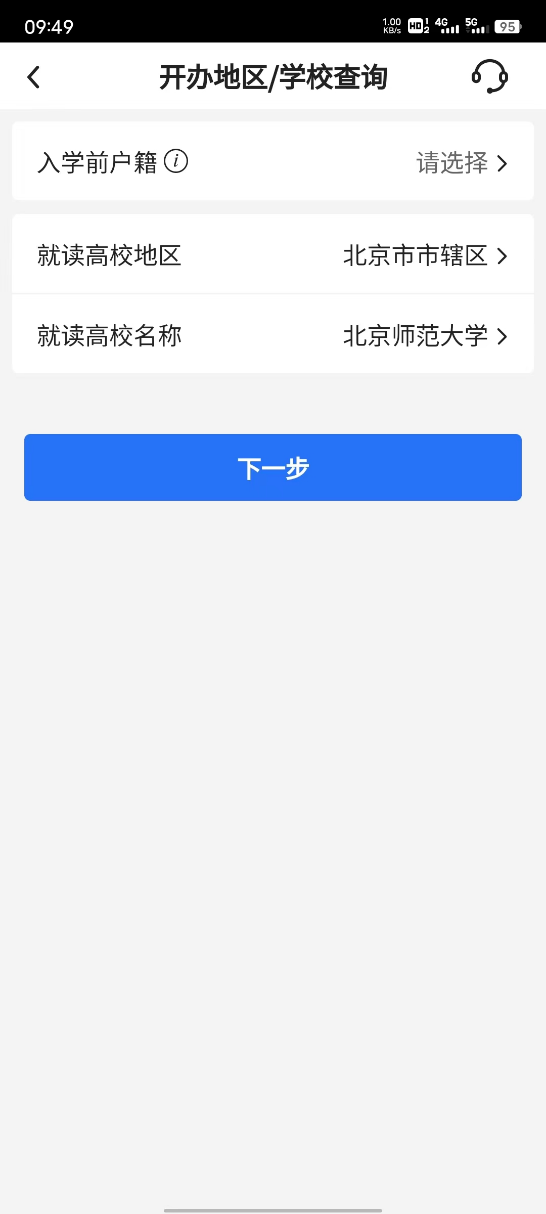 09:49
1.00 KB/s HD 1 2 4G 5G 95
开办地区/学校查询
入学前户籍 i 请选择
就读高校地区 北京市市辖区
就读高校名称 北京师范大学
下一步